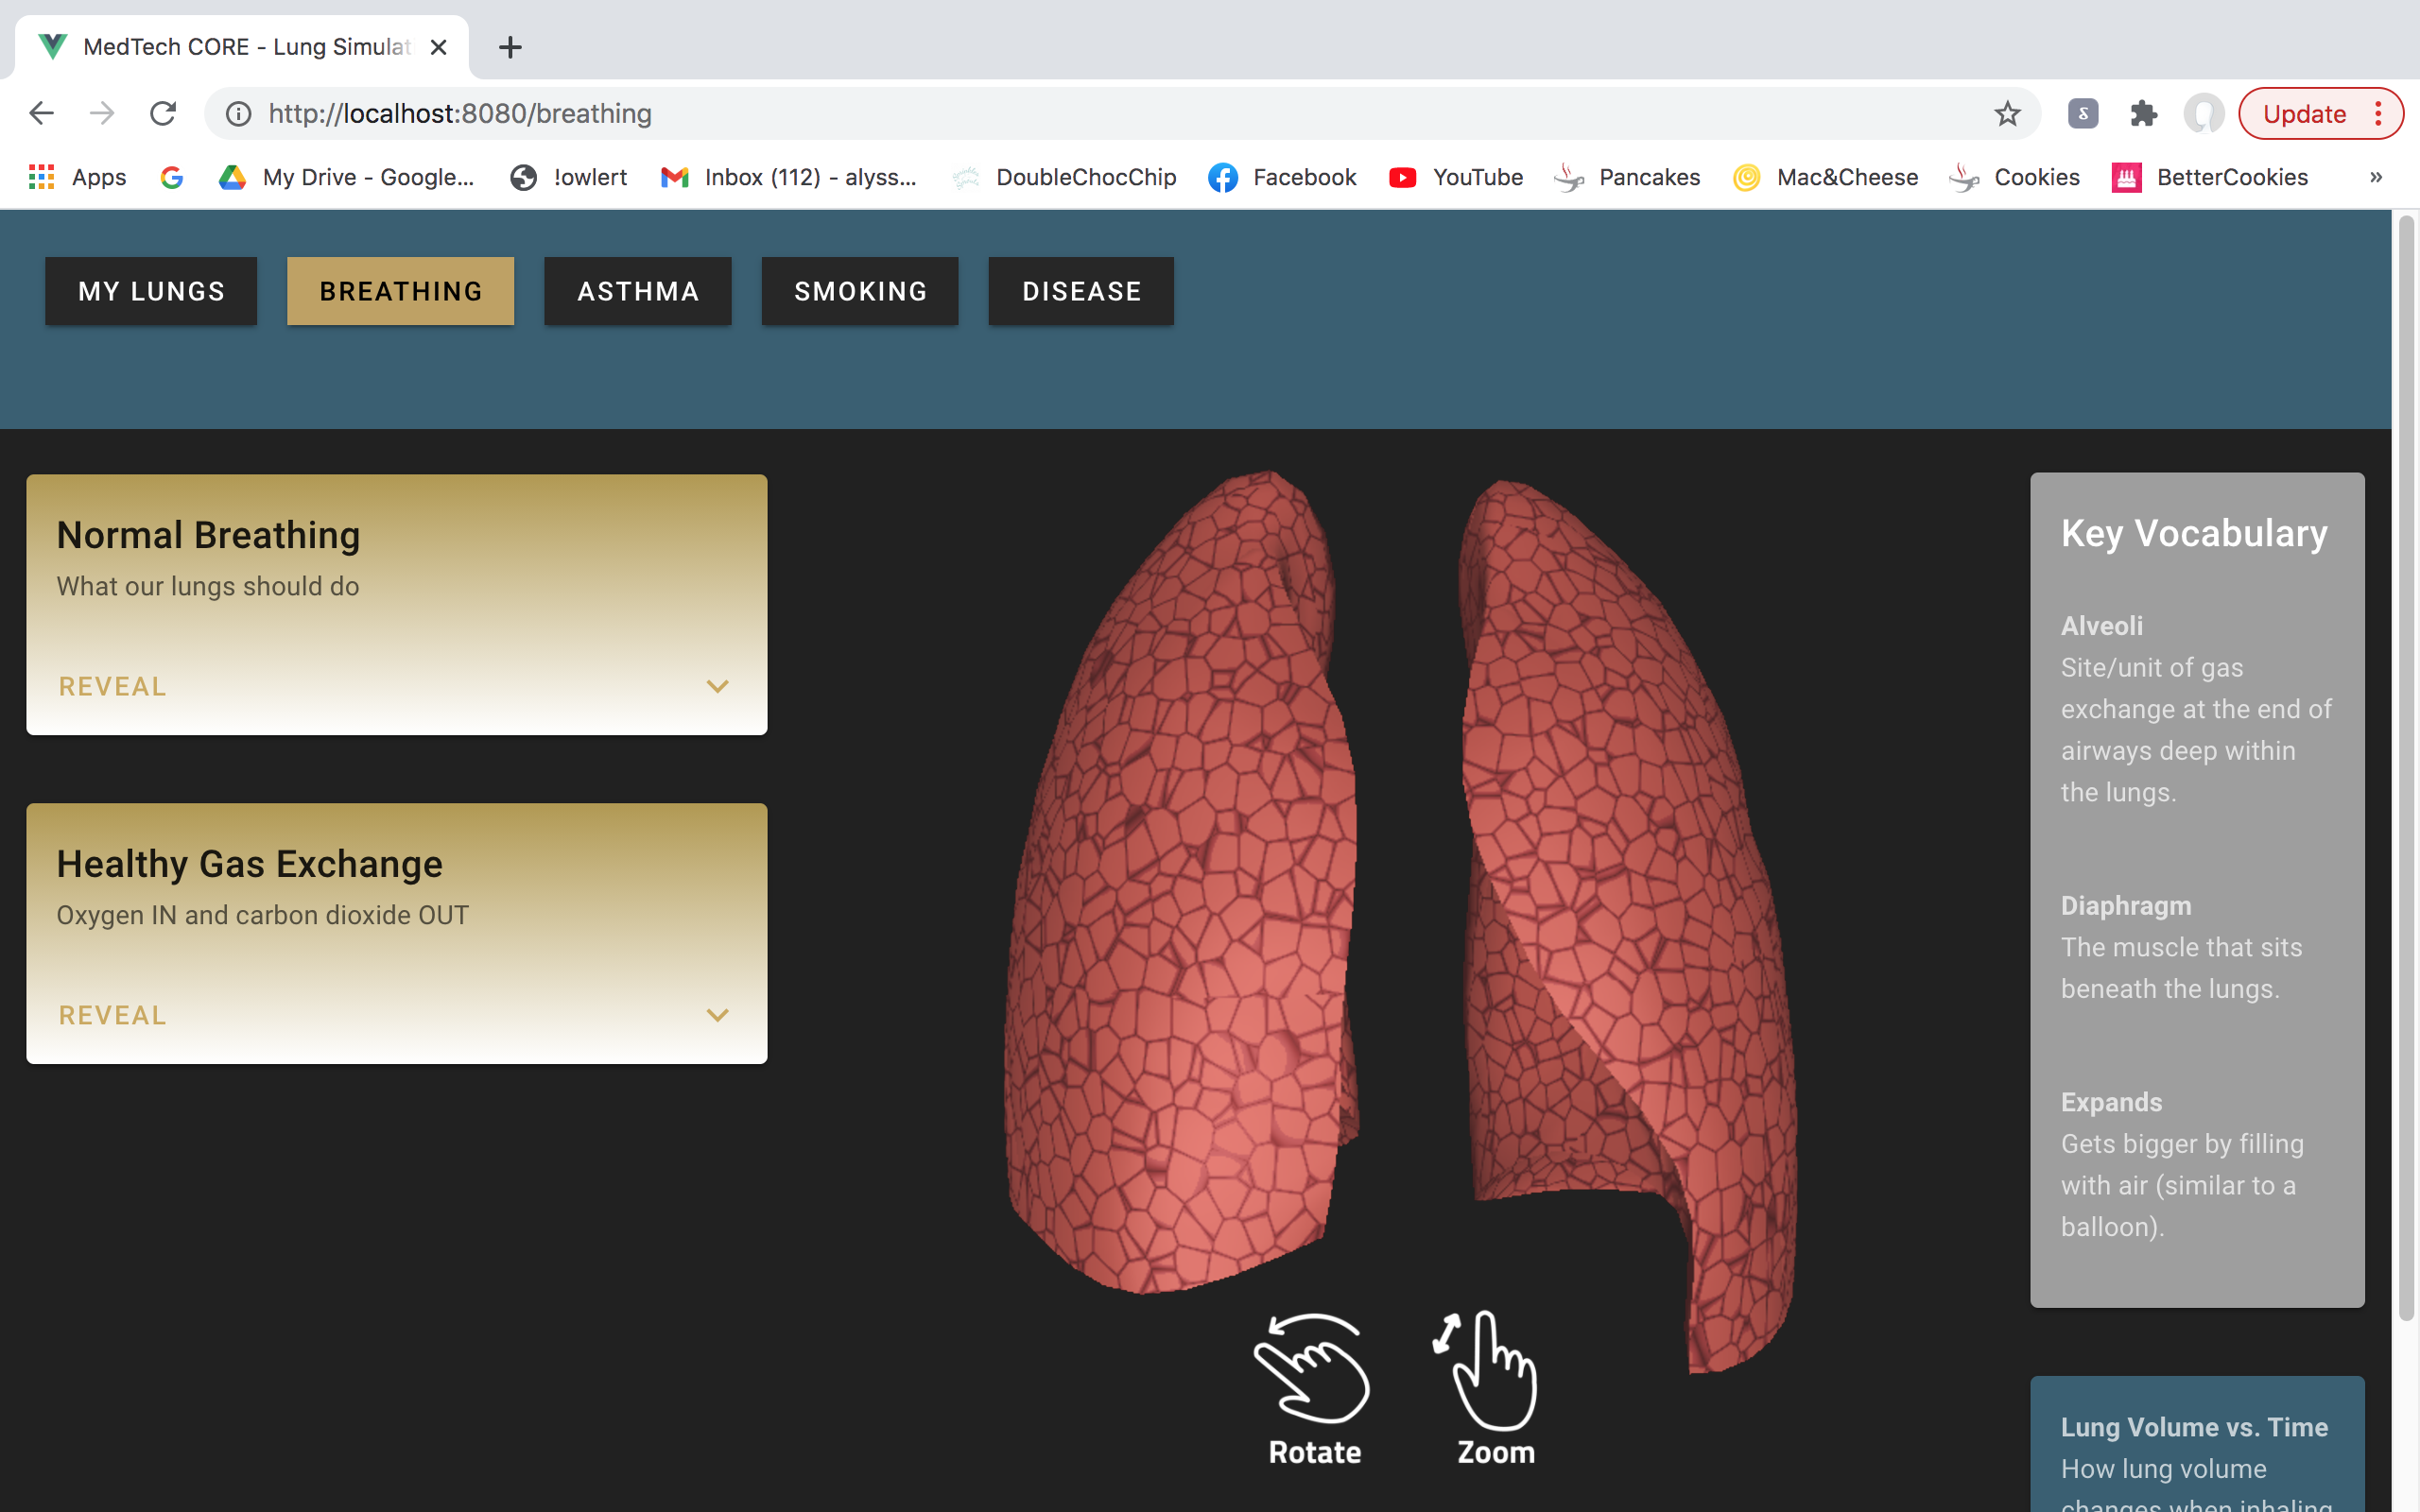 MedTech CORE - Lung Simulat
http://localhost:8080/breathing
Update
Apps
My Drive - Google...
!owlert
Inbox (112) - alyss...
DoubleChocChip
Facebook
YouTube
Pancakes
Mac&Cheese
Cookies
BetterCookies
»
MY LUNGS
BREATHING
ASTHMA
SMOKING
DISEASE
Normal Breathing
What our lungs should do
REVEAL
Healthy Gas Exchange
Oxygen IN and carbon dioxide OUT
REVEAL
Rotate
Zoom
Key Vocabulary
Alveoli
Site/unit of gas
exchange at the end of
airways deep within
the lungs.
Diaphragm
The muscle that sits
beneath the lungs.
Expands
Gets bigger by filling
with air (similar to a
balloon).
Lung Volume vs. Time
How lung volume
changes when inhaling